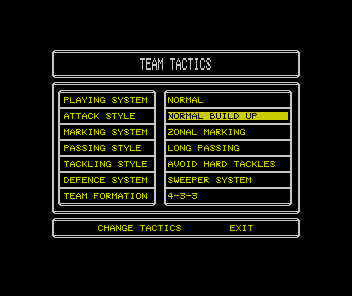 TEAM TACTICS
PLAYING SYSTEM NORMAL
ATTACK STYLE NORMAL BUILD UP
MARKING SYSTEM ZONAL MARKING
PASSING STYLE LONG PASSING
TACKLING STYLE AVOID HARD TACKLES
DEFENCE SYSTEM SWEEPER SYSTEM
TEAM FORMATION 4-3-3
CHANGE TACTICS EXIT